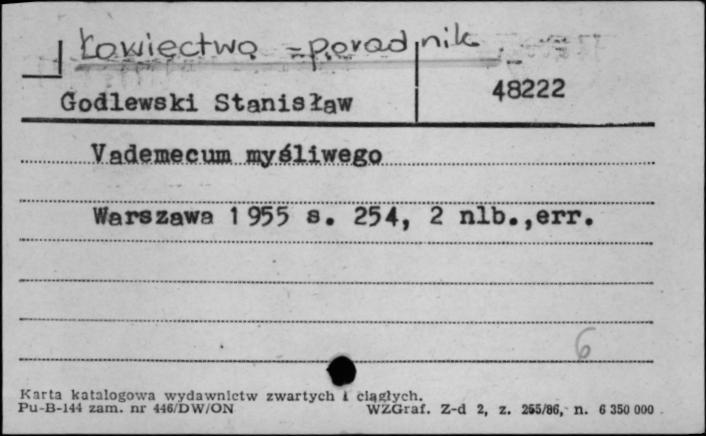 Łowiectwo - poradnik
Godlewski Stanisław 48222
Vademecum myśliwego
Warszawa 1955 s. 254, 2 nlb.,err.
6
Karta katalogowa wydawnictw zwartych i ciągłych.
Pu-B-144 zam. nr 446/DW/ON WZGraf. Z-d 2, z. 265/86, n. 6 350 000